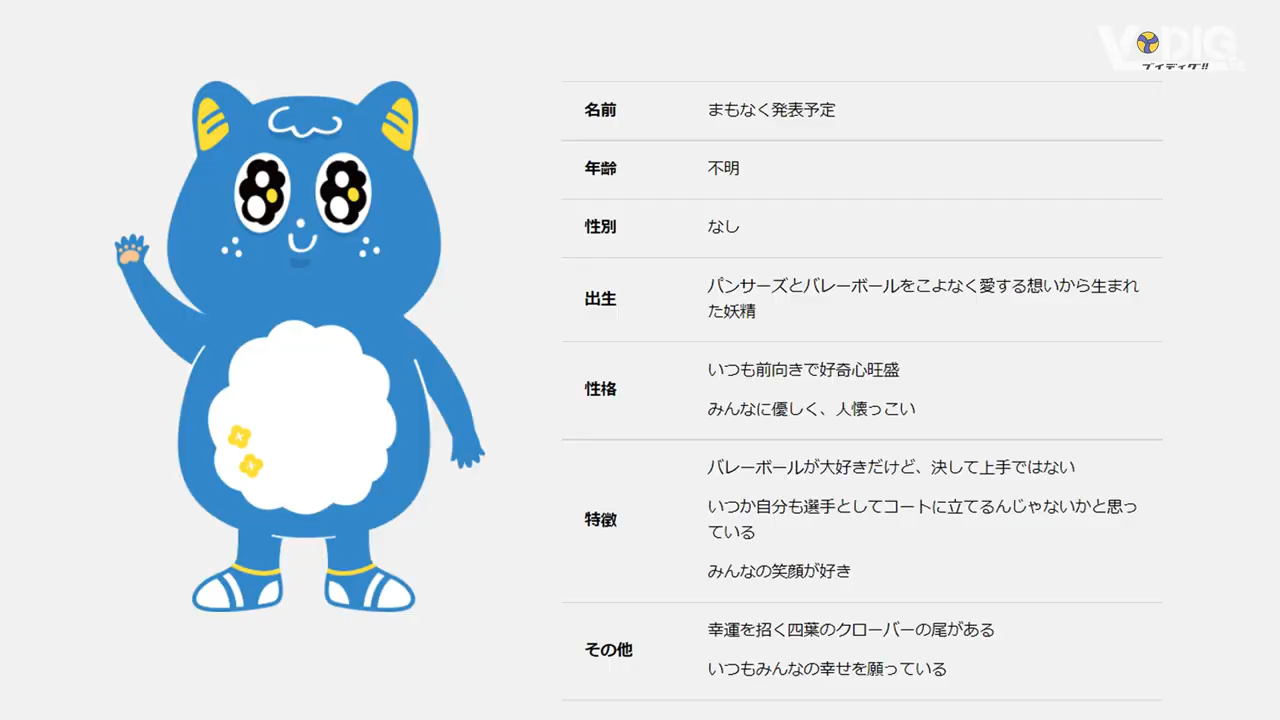 ブイディグ!!
名前 まもなく発表予定
年齢 不明
性別 なし
出生 パンサーズとバレーボールをこよなく愛する想いから生まれ
た妖精
性格 いつも前向きで好奇心旺盛
みんなに優しく、人懐っこい
特徴 バレーボールが大好きだけど、決して上手ではない
いつか自分も選手としてコートに立てるんじゃないかと思っ
ている
みんなの笑顔が好き
その他 幸運を招く四葉のクローバーの尾がある
いつもみんなの幸せを願っている